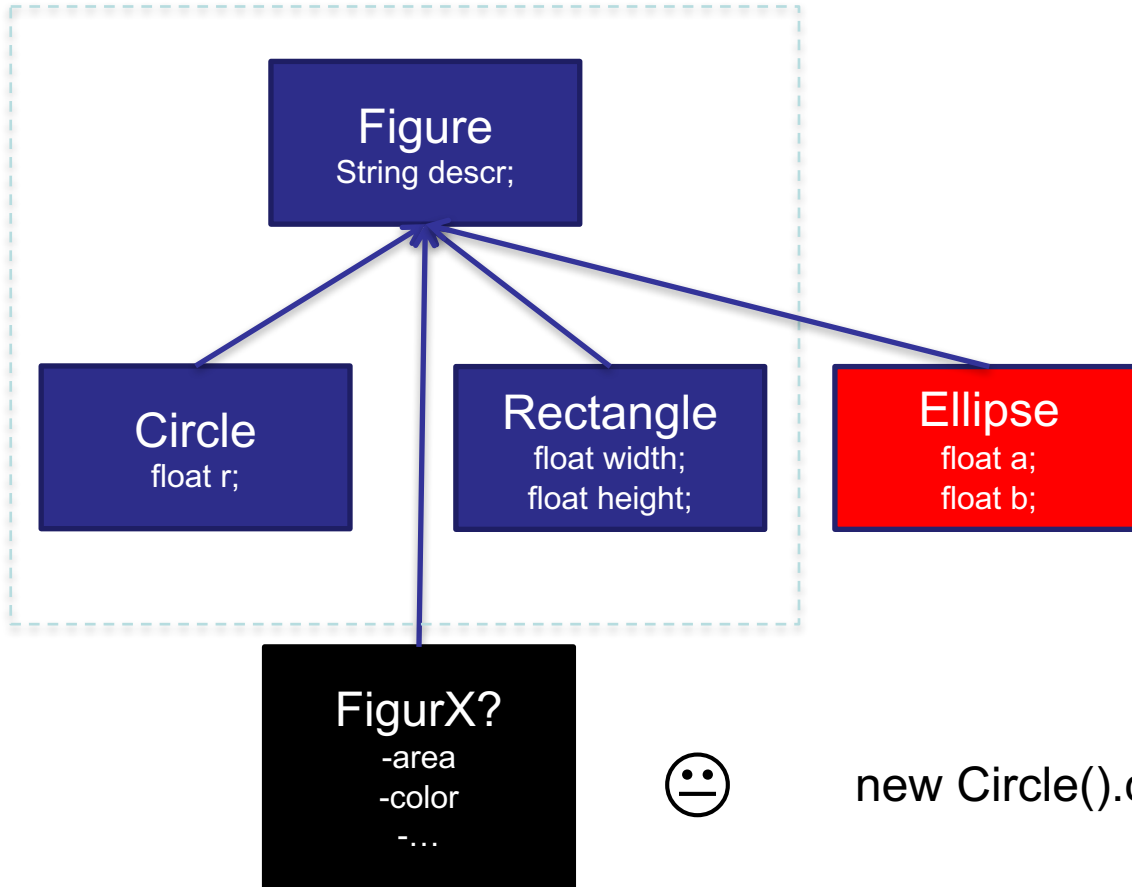 Figure
String descr;
Circle
float r;
Rectangle
float width;
float height;
Ellipse
float a;
float b;
FigurX?
-area
-color
-…
new Circle().